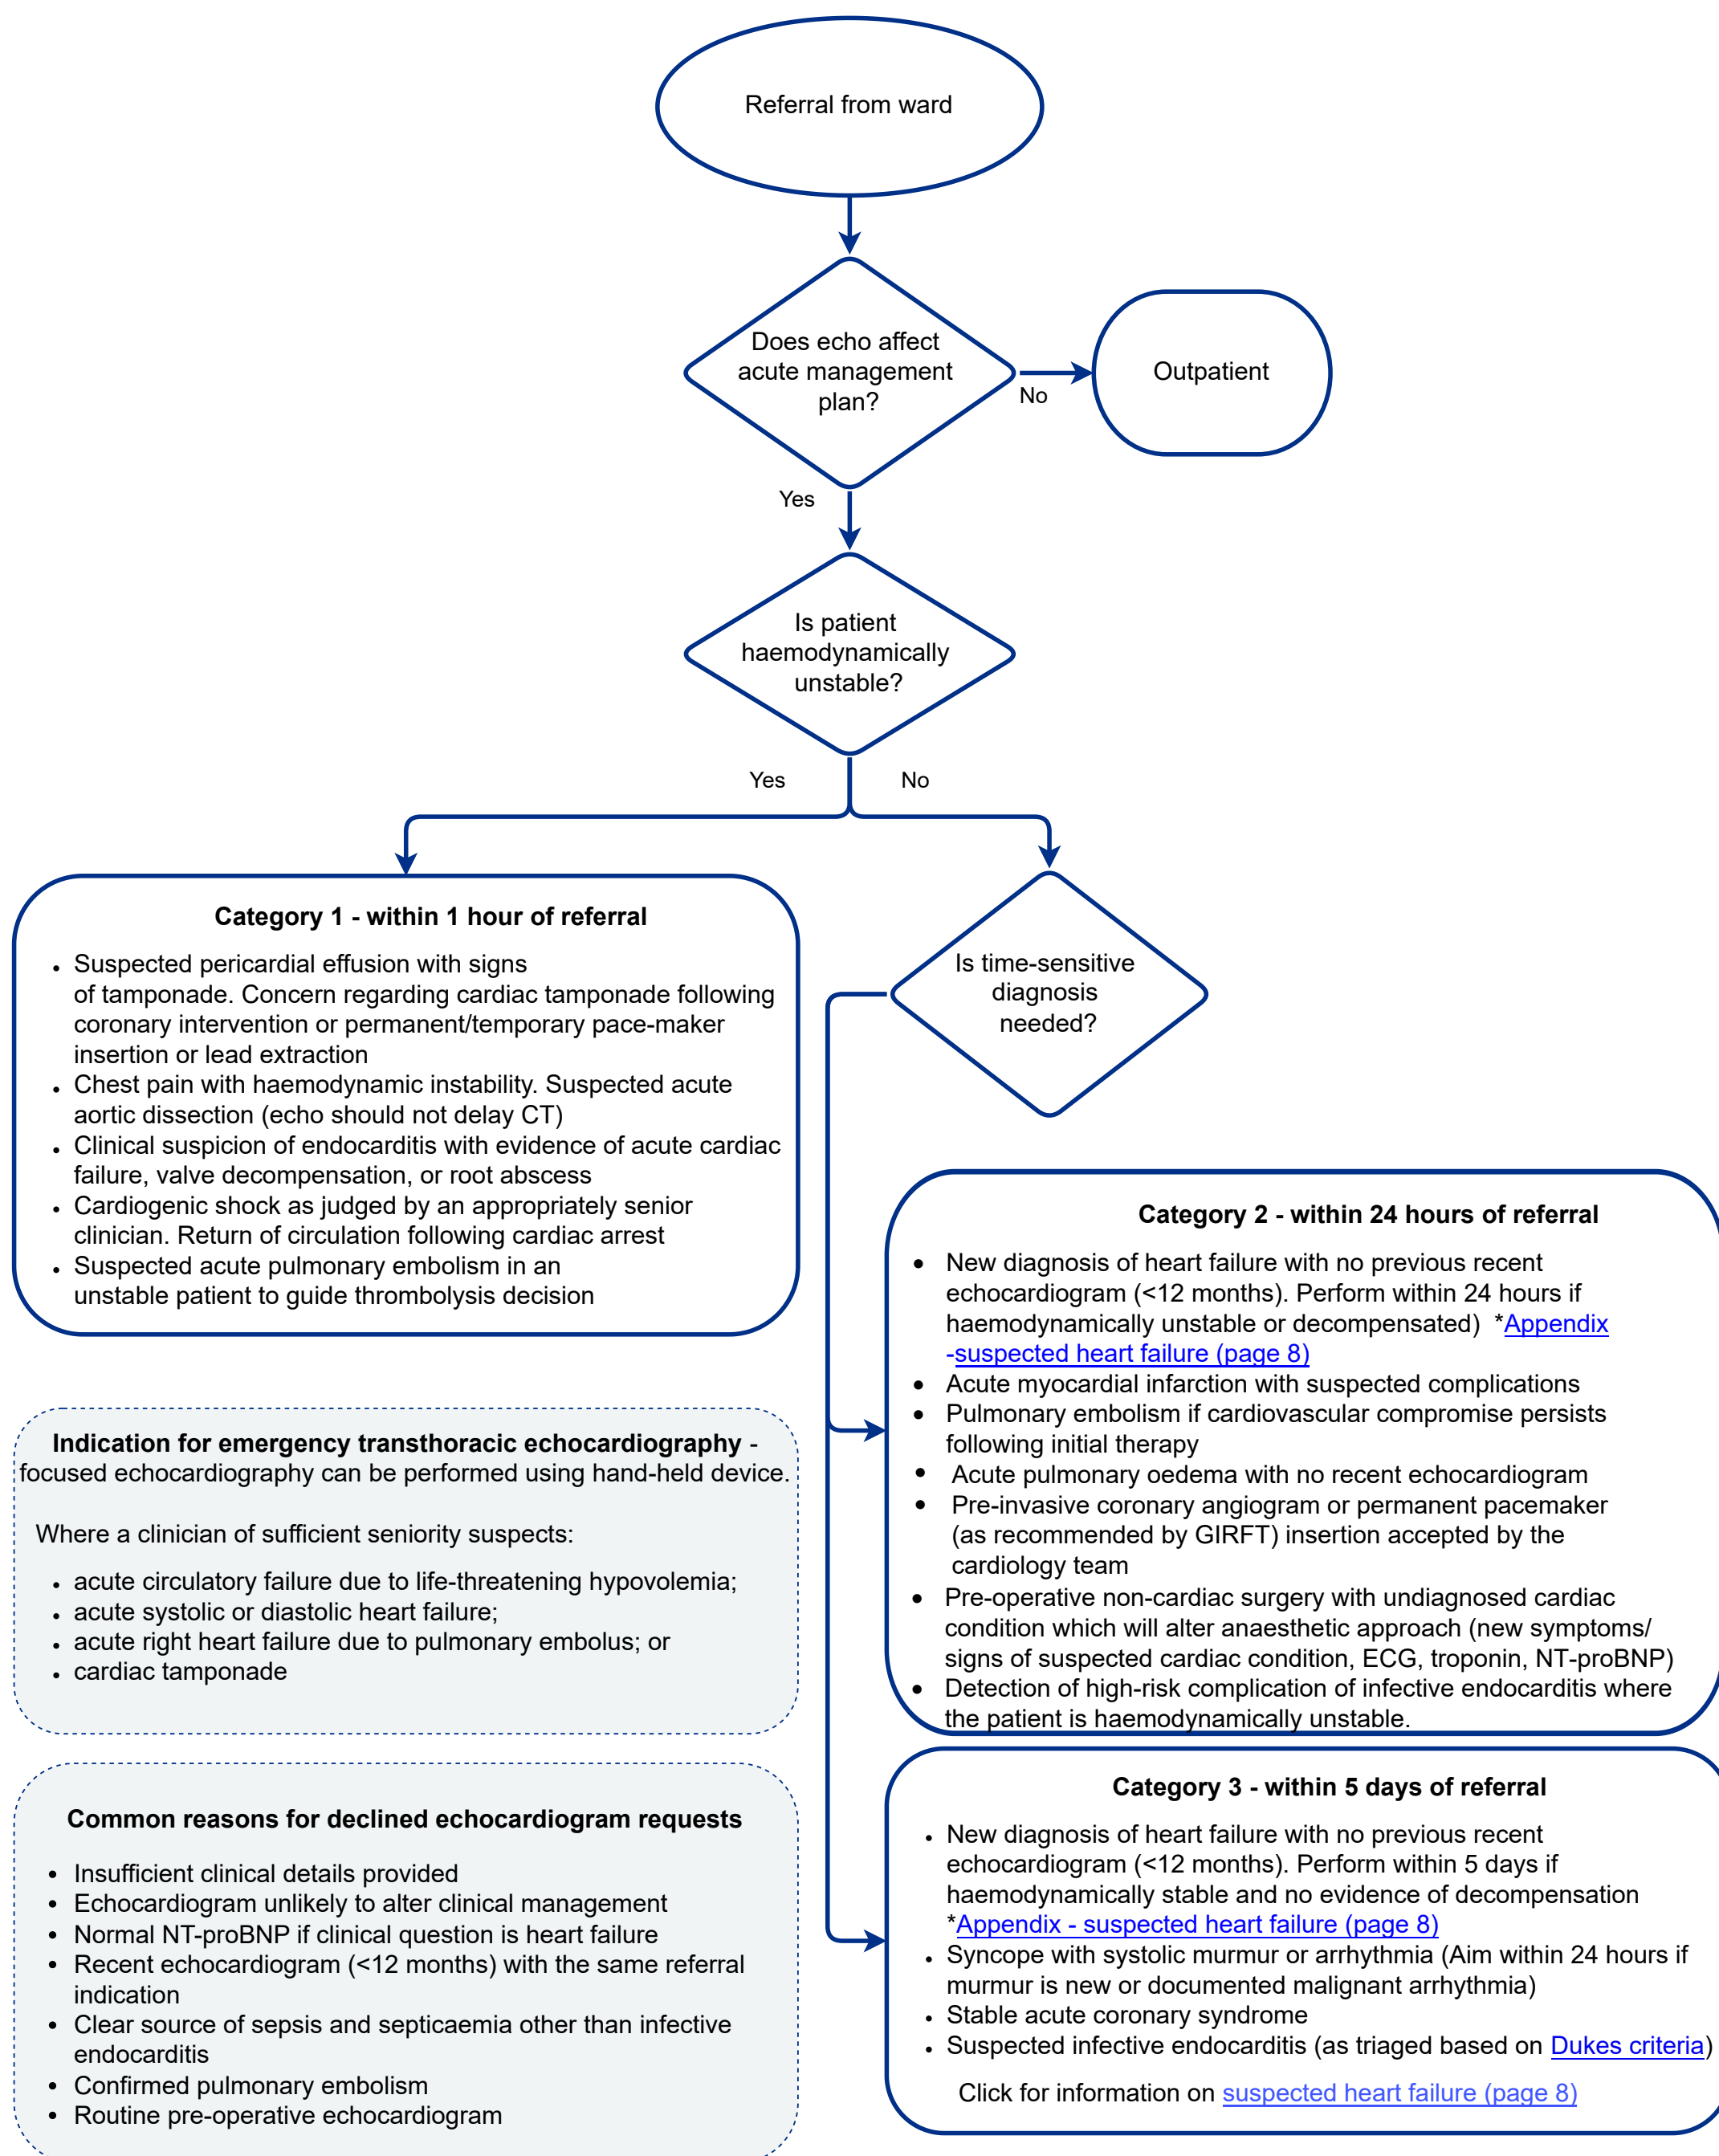 Referral from ward
Does echo affect
acute management
plan?
No
Outpatient
Yes
Is patient
haemodynamically
unstable?
Yes
No
Category 1 - within 1 hour of referral
• Suspected pericardial effusion with signs
of tamponade. Concern regarding cardiac tamponade following
coronary intervention or permanent/temporary pace-maker
insertion or lead extraction
• Chest pain with haemodynamic instability. Suspected acute
aortic dissection (echo should not delay CT)
• Clinical suspicion of endocarditis with evidence of acute cardiac
failure, valve decompensation, or root abscess
• Cardiogenic shock as judged by an appropriately senior
clinician. Return of circulation following cardiac arrest
• Suspected acute pulmonary embolism in an
unstable patient to guide thrombolysis decision
Is time-sensitive
diagnosis
needed?
Category 2 - within 24 hours of referral
• New diagnosis of heart failure with no previous recent
echocardiogram (<12 months). Perform within 24 hours if
haemodynamically unstable or decompensated) *Appendix
-suspected heart failure (page 8)
• Acute myocardial infarction with suspected complications
• Pulmonary embolism if cardiovascular compromise persists
following initial therapy
• Acute pulmonary oedema with no recent echocardiogram
• Pre-invasive coronary angiogram or permanent pacemaker
(as recommended by GIRFT) insertion accepted by the
cardiology team
• Pre-operative non-cardiac surgery with undiagnosed cardiac
condition which will alter anaesthetic approach (new symptoms/
signs of suspected cardiac condition, ECG, troponin, NT-proBNP)
• Detection of high-risk complication of infective endocarditis where
the patient is haemodynamically unstable.
Indication for emergency transthoracic echocardiography -
focused echocardiography can be performed using hand-held device.
Where a clinician of sufficient seniority suspects:
• acute circulatory failure due to life-threatening hypovolemia;
• acute systolic or diastolic heart failure;
• acute right heart failure due to pulmonary embolus; or
• cardiac tamponade
Category 3 - within 5 days of referral
• New diagnosis of heart failure with no previous recent
echocardiogram (<12 months). Perform within 5 days if
haemodynamically stable and no evidence of decompensation
*Appendix - suspected heart failure (page 8)
• Syncope with systolic murmur or arrhythmia (Aim within 24 hours if
murmur is new or documented malignant arrhythmia)
• Stable acute coronary syndrome
• Suspected infective endocarditis (as triaged based on Dukes criteria)
Click for information on suspected heart failure (page 8)
Common reasons for declined echocardiogram requests
• Insufficient clinical details provided
• Echocardiogram unlikely to alter clinical management
• Normal NT-proBNP if clinical question is heart failure
• Recent echocardiogram (<12 months) with the same referral
indication
• Clear source of sepsis and septicaemia other than infective
endocarditis
• Confirmed pulmonary embolism
• Routine pre-operative echocardiogram